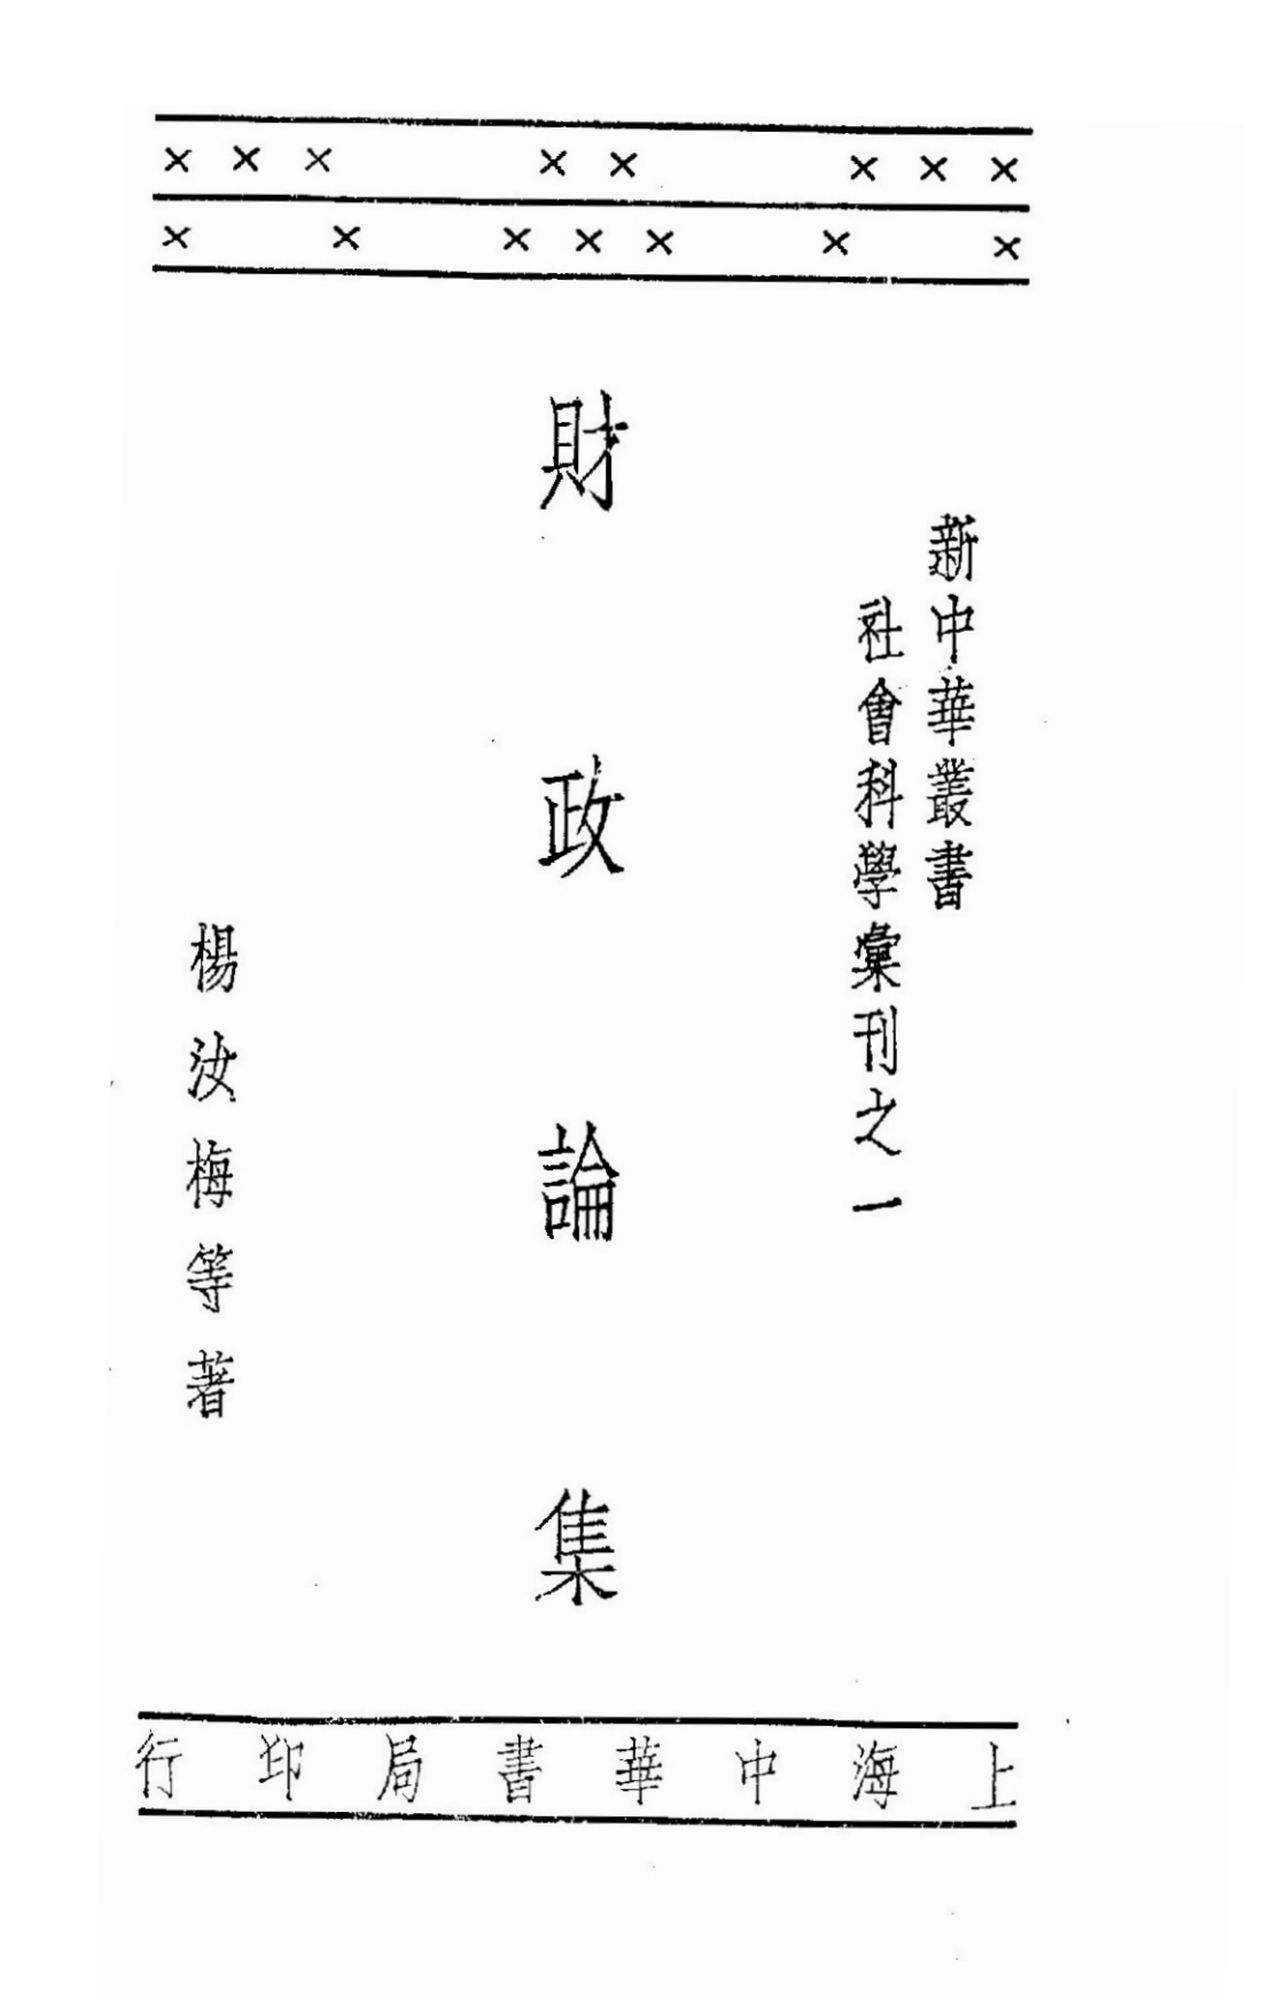 新中華叢書
社會科學彙刊之一
財政論集
楊汝梅等著
上海中華書局印行